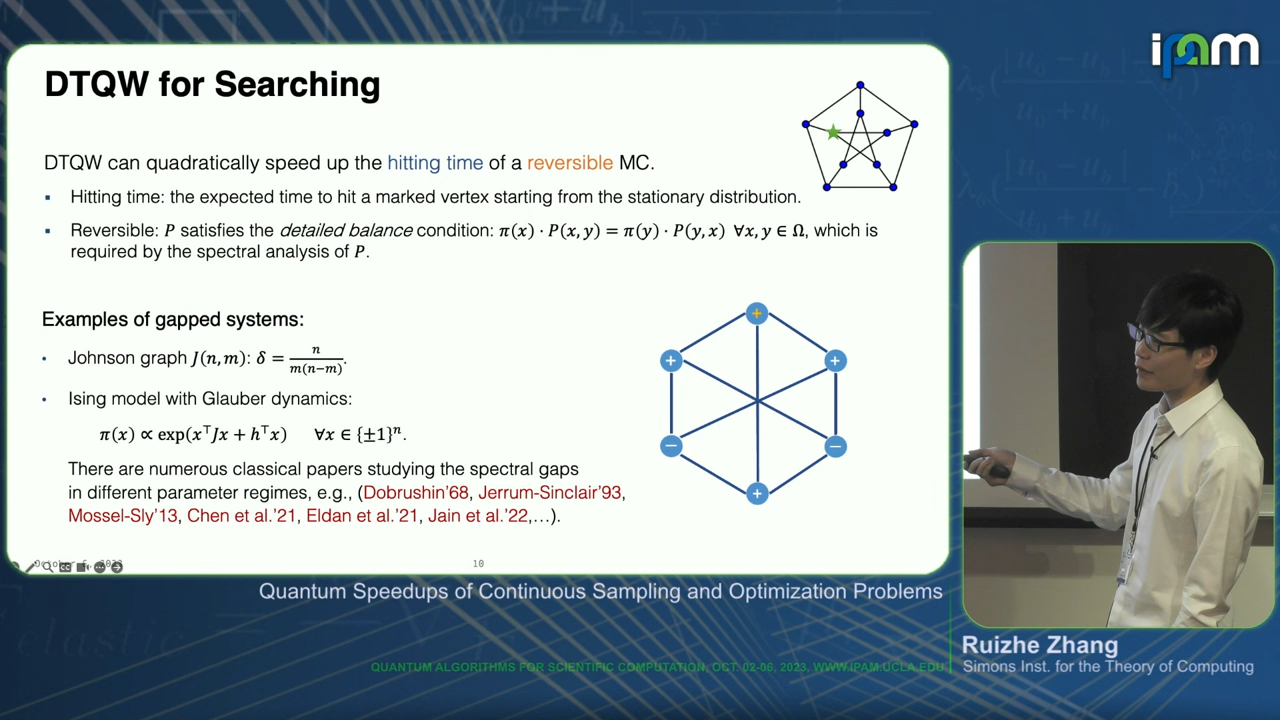 ipam
DTQW for Searching
DTQW can quadratically speed up the hitting time of a reversible MC.
▪ Hitting time: the expected time to hit a marked vertex starting from the stationary distribution.
▪ Reversible: P satisfies the detailed balance condition: π(x) · P(x, y) = π(y) · P(y, x) ∀x, y ∈ Ω, which is
required by the spectral analysis of P.
Examples of gapped systems:
• Johnson graph J(n, m): δ = n/m(n−m).
• Ising model with Glauber dynamics:
π(x) ∝ exp(x⊤Jx + h⊤x) ∀x ∈ {±1}ⁿ.
There are numerous classical papers studying the spectral gaps
in different parameter regimes, e.g., (Dobrushin'68, Jerrum-Sinclair'93,
Mossel-Sly'13, Chen et al.'21, Eldan et al.'21, Jain et al.'22,…).
+
+ +
− −
+
10
Quantum Speedups of Continuous Sampling and Optimization Problems
Ruizhe Zhang
Simons Inst. for the Theory of Computing
QUANTUM ALGORITHMS FOR SCIENTIFIC COMPUTATION, OCT. 02-06, 2023, WWW.IPAM.UCLA.EDU